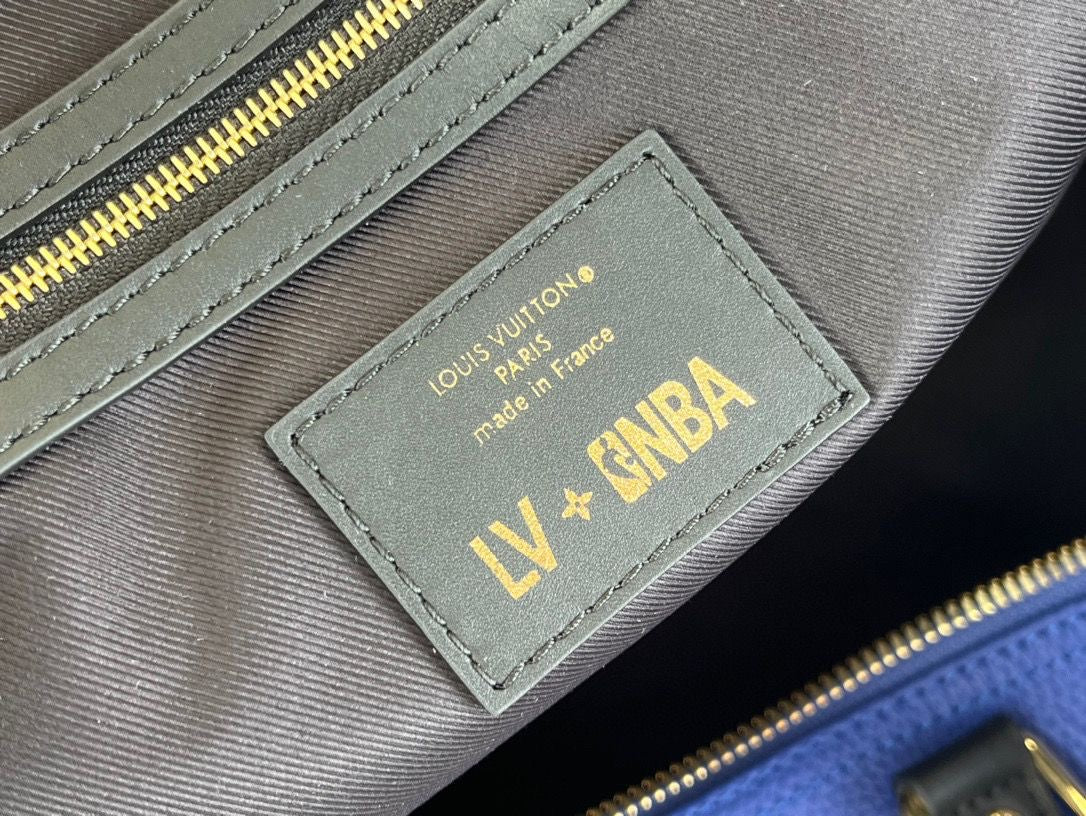 LOUIS VUITTON
PARIS
made in France
LV + NBA